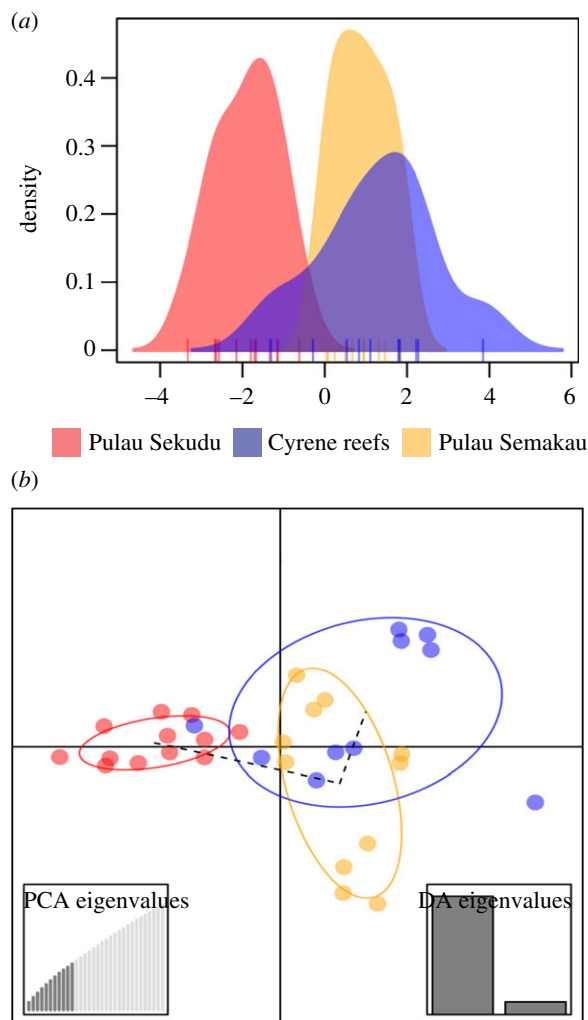 (a)
density
0.4
0.3
0.2
0.1
0
–4 –2 0 2 4 6
Pulau Sekudu Cyrene reefs Pulau Semakau
(b)
PCA eigenvalues DA eigenvalues